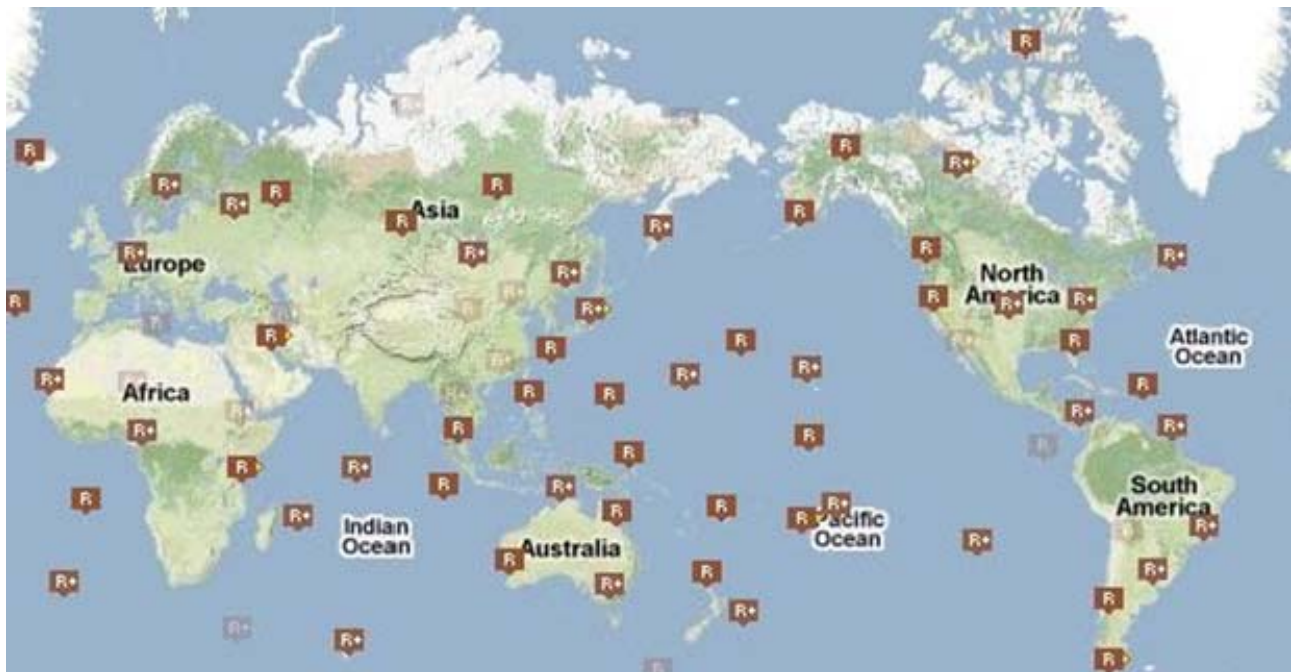 R
R+
R
R
R+
R+
R
R
R+
Asia
R
R
R+
R+
R+
R
R+
Europe
R+
North
America
R+
R
R+
R+
R
R+
R+
R
R
R
R
R
Atlantic
Ocean
R+
R+
R+
R+
Africa
R
R
R
R+
R+
R+
R
R
R+
R
R
R
R+
R
R+
R
South
America
R
R+
R
R
R+
R+
R
Pacific
Ocean
R+
Indian
Ocean
R+
Australia
R
R
R+
R+
R+
R
R+
R+
R+
R